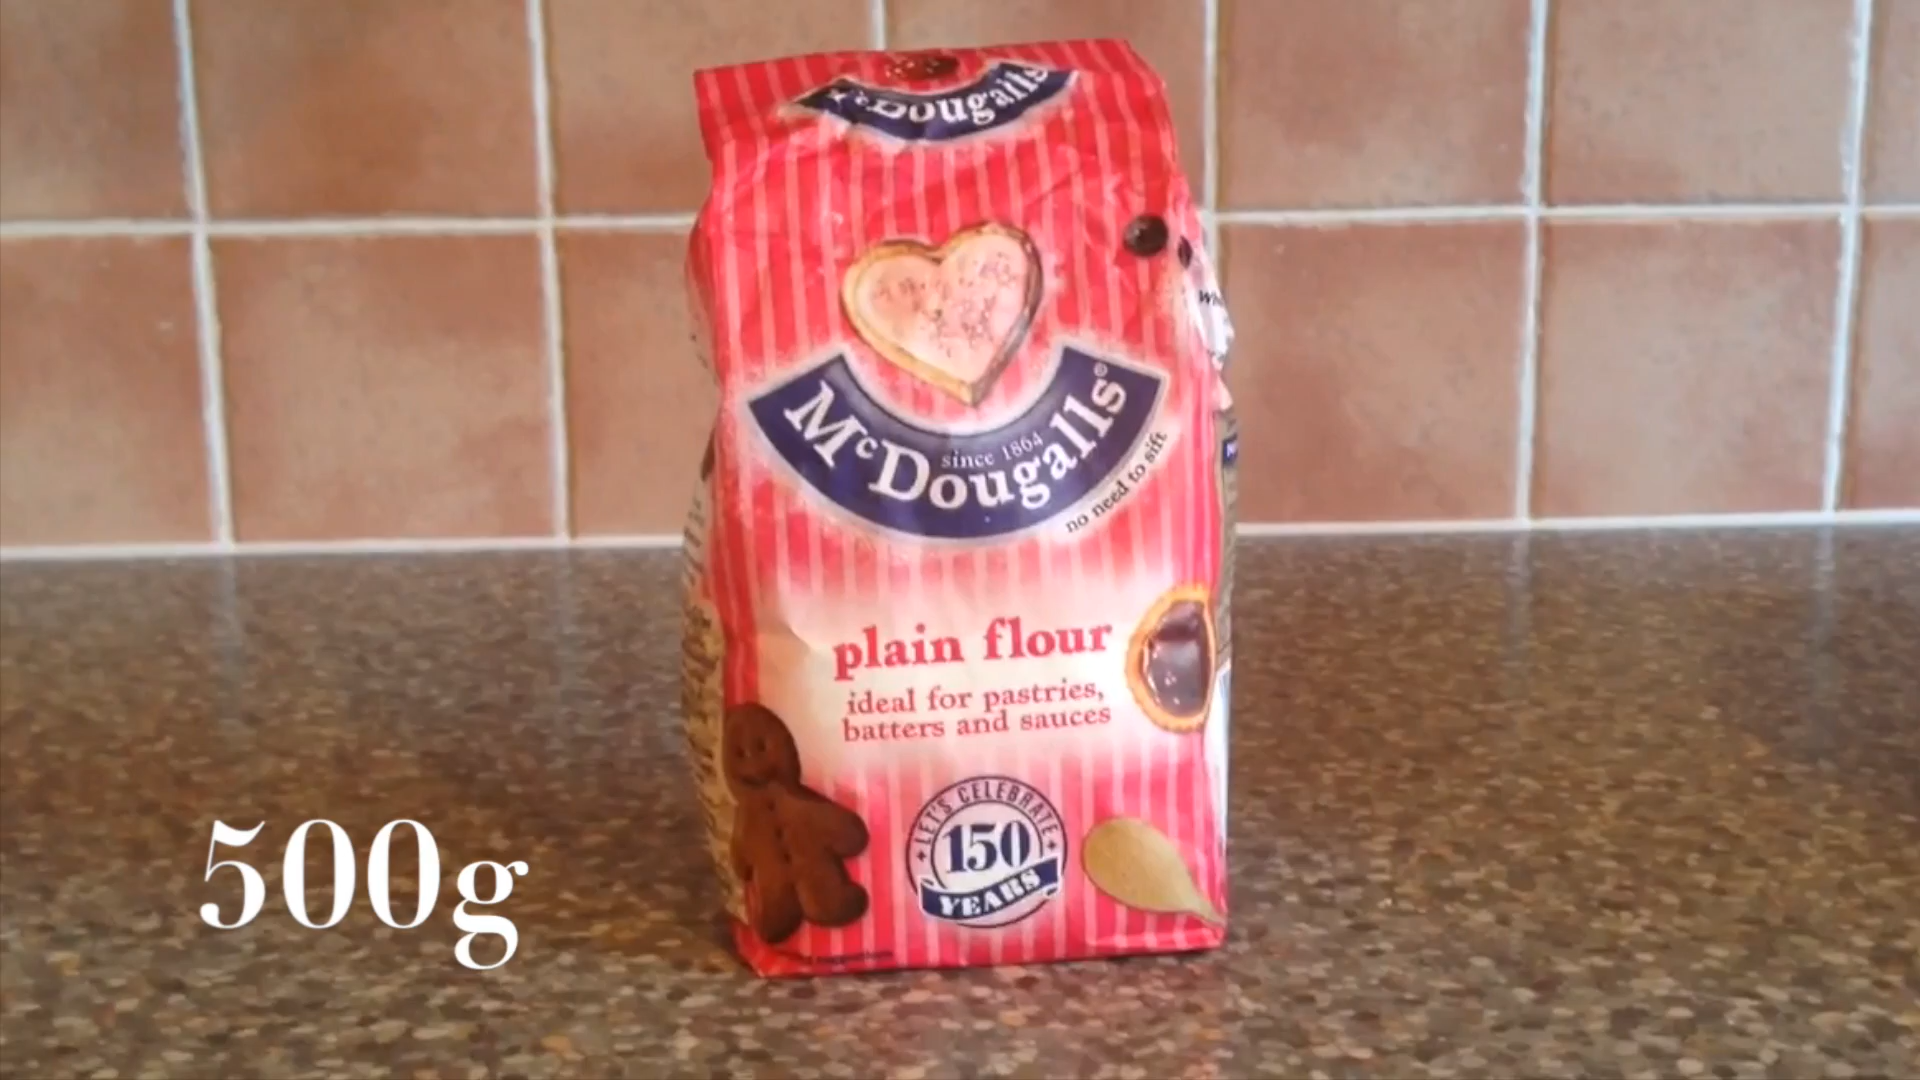 McDougalls
McDougalls®
since 1864
no need to sift
plain flour
ideal for pastries,
batters and sauces
LET'S CELEBRATE
150
YEARS
500g